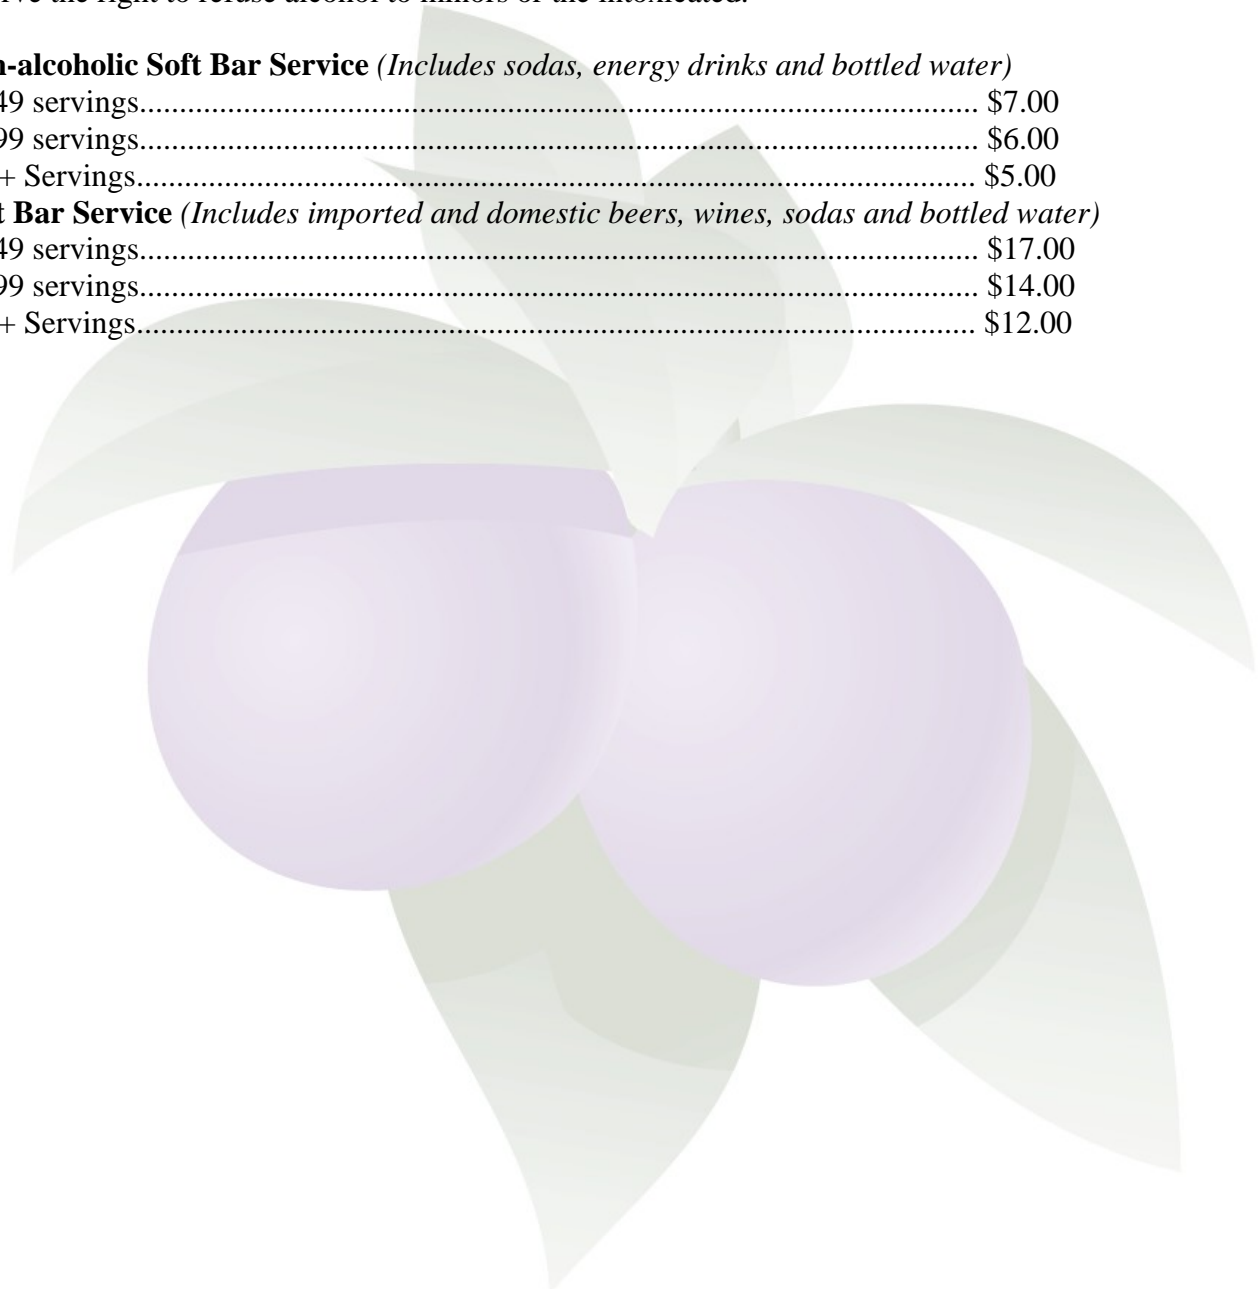 ve the right to refuse alcohol to minors or the intoxicated.
-alcoholic Soft Bar Service (Includes sodas, energy drinks and bottled water)
49 servings........................................................................................................ $7.00
99 servings........................................................................................................ $6.00
+ Servings........................................................................................................ $5.00
t Bar Service (Includes imported and domestic beers, wines, sodas and bottled water)
49 servings........................................................................................................ $17.00
99 servings........................................................................................................ $14.00
+ Servings........................................................................................................ $12.00